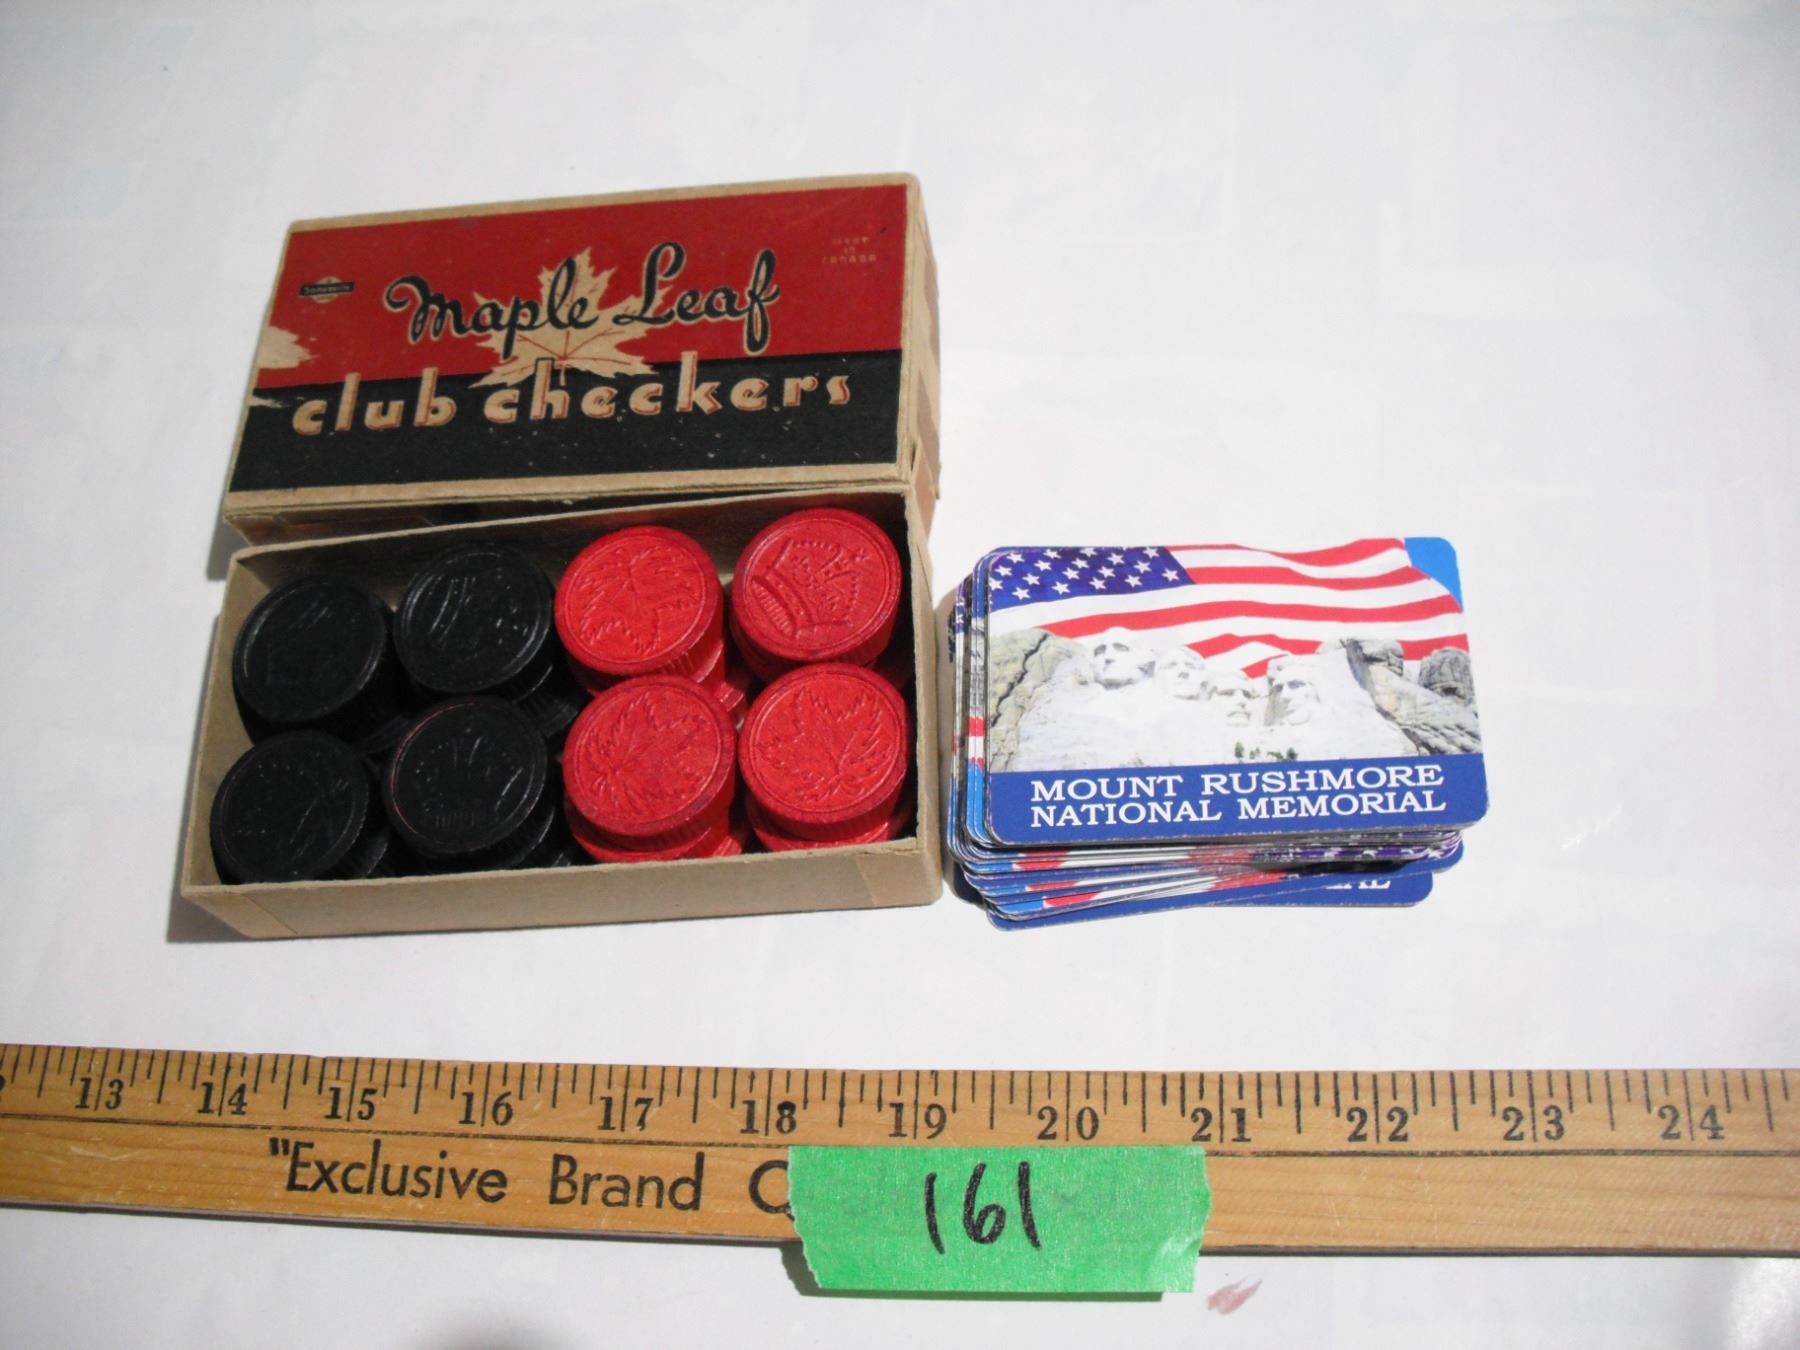 Maple Leaf
club checkers
MOUNT RUSHMORE
NATIONAL MEMORIAL
13 14 15 16 17 18 19 20 21 22 23 24
"Exclusive Brand
161